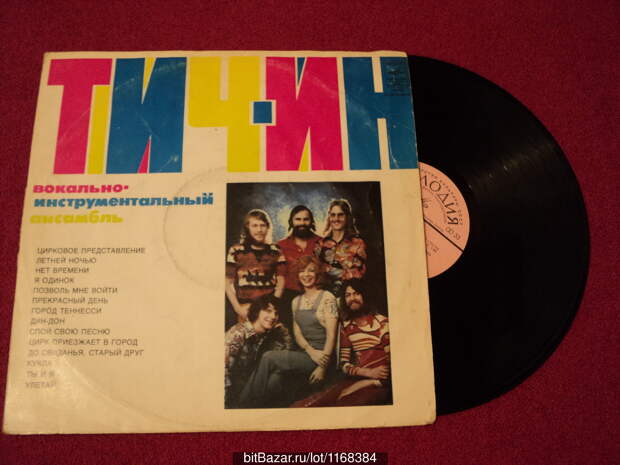 ТИЧ-ИН
вокально-
инструментальный
ансамбль
ЦИРКОВОЕ ПРЕДСТАВЛЕНИЕ
ЛЕТНЕЙ НОЧЬЮ
НЕТ ВРЕМЕНИ
Я ОДИНОК
ПОЗВОЛЬ МНЕ ВОЙТИ
ПРЕКРАСНЫЙ ДЕНЬ
ГОРОД ТЕННЕССИ
ДИН-ДОН
СПОЙ СВОЮ ПЕСНЮ
ЦИРК ПРИЕЗЖАЕТ В ГОРОД
ДО СВИДАНЬЯ, СТАРЫЙ ДРУГ
КУКЛА
ТЫ И Я
УЛЕТАЙ
ЛОДИЯ
bitBazar.ru/lot/1168384